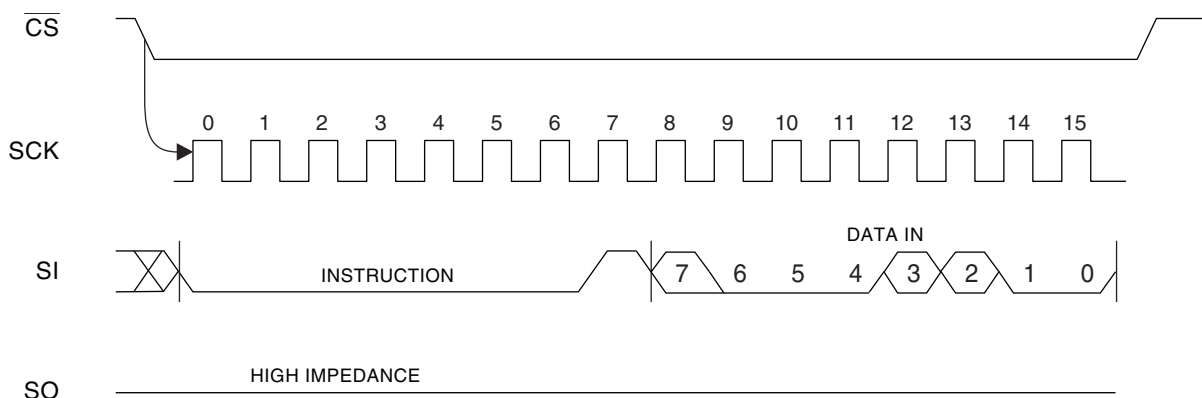 CS
0 1 2 3 4 5 6 7 8 9 10 11 12 13 14 15
SCK
DATA IN
SI INSTRUCTION 7 6 5 4 3 2 1 0
HIGH IMPEDANCE
SO